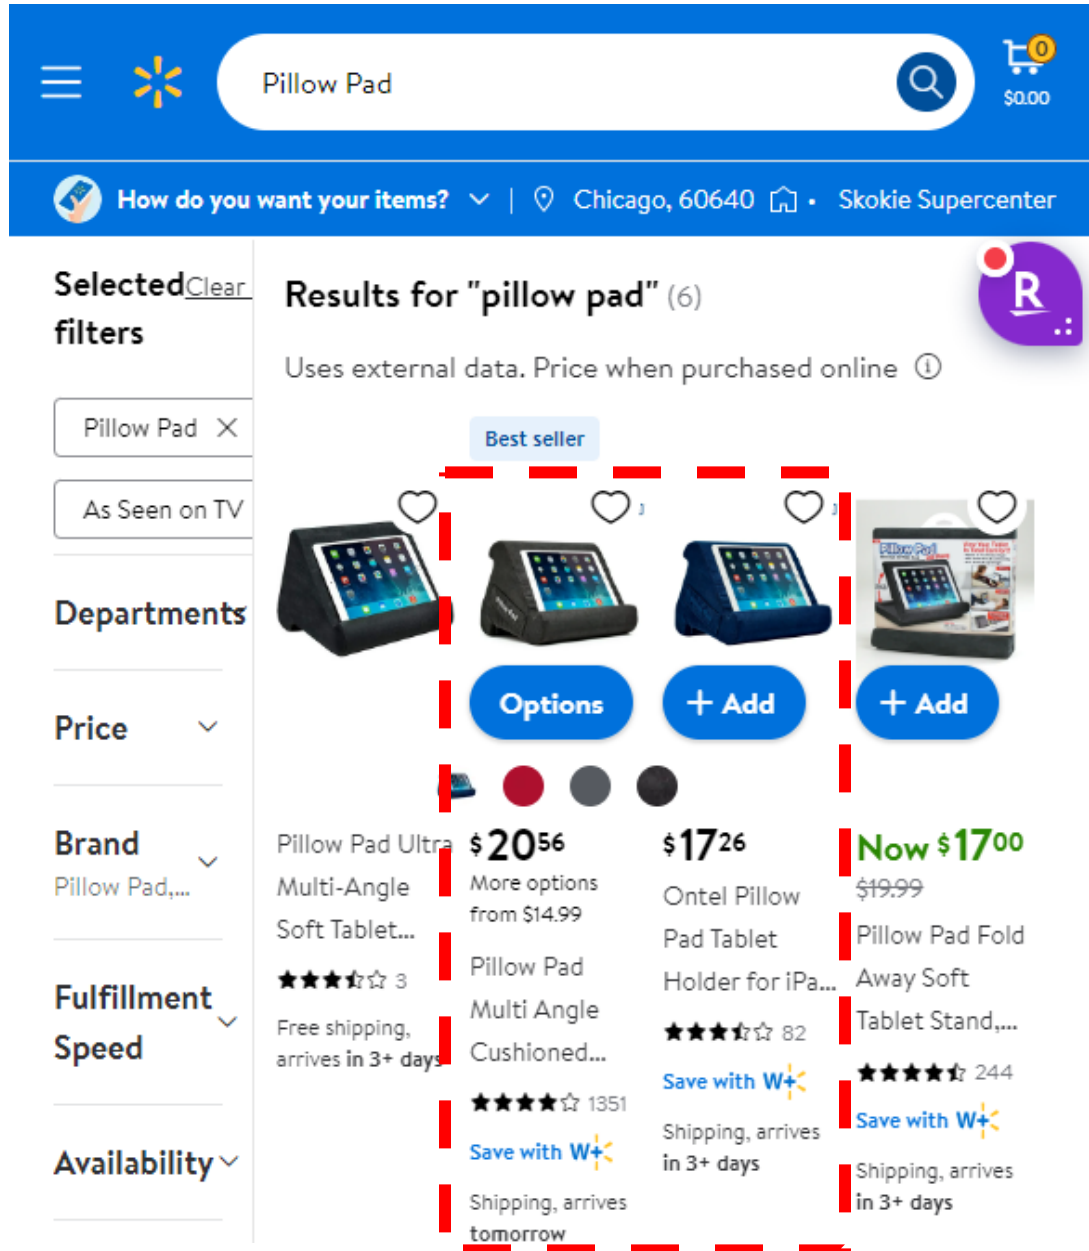 Pillow Pad
0
$0.00
How do you want your items? | Chicago, 60640 • Skokie Supercenter
Selected Clear
filters
Pillow Pad
As Seen on TV
Departments
Price
Brand
Pillow Pad,...
Fulfillment
Speed
Availability
R
Results for "pillow pad" (6)
Uses external data. Price when purchased online
Pillow Pad Ultra
Multi-Angle
Soft Tablet...
3
Free shipping,
arrives in 3+ days
Best seller
Options
$20 56
More options
from $14.99
Pillow Pad
Multi Angle
Cushioned...
1351
Save with W+
Shipping, arrives
tomorrow
+ Add
$17 26
Ontel Pillow
Pad Tablet
Holder for iPa...
82
Save with W+
Shipping, arrives
in 3+ days
Pillow Pad
+ Add
Now $17 00
$19.99
Pillow Pad Fold
Away Soft
Tablet Stand,...
244
Save with W+
Shipping, arrives
in 3+ days